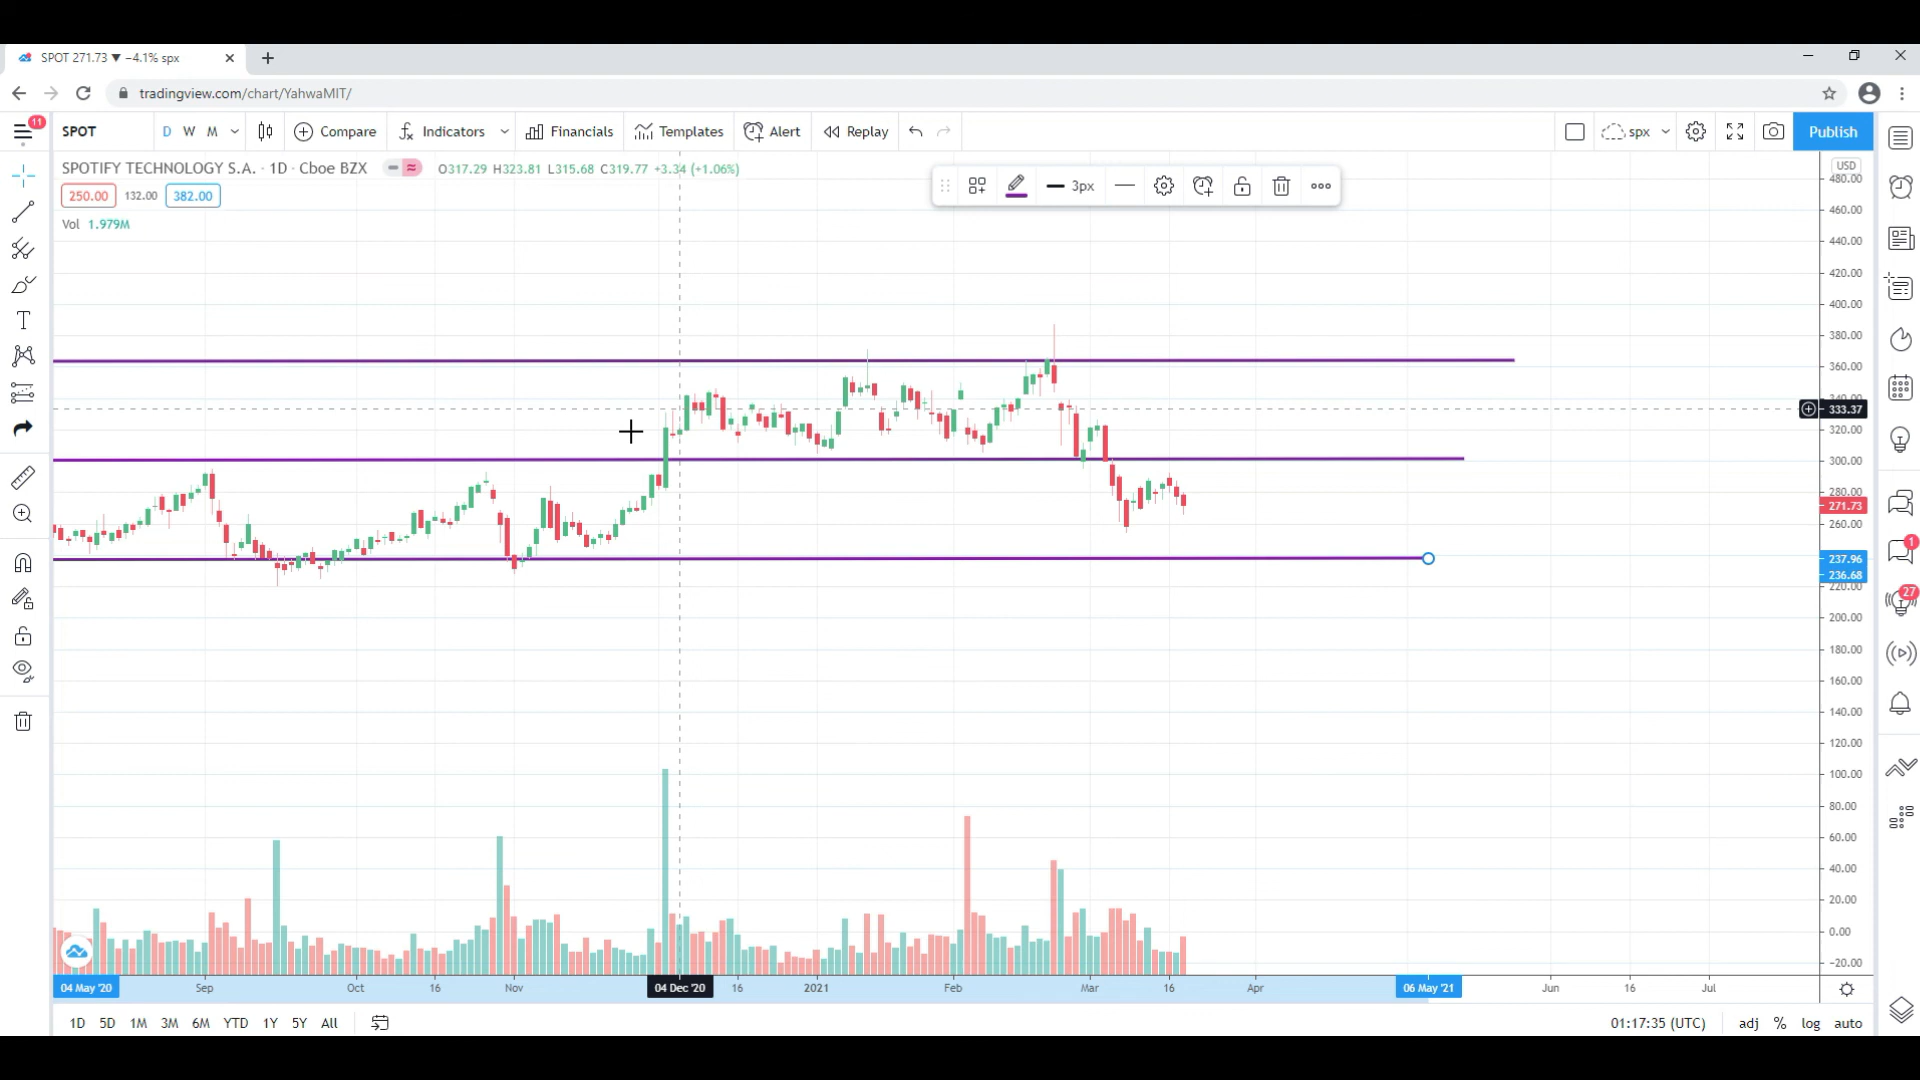 SPOT 271.73 ▼ −4.1% spx
tradingview.com/chart/YahwaMIT/
11
SPOT
D W M
Compare
Indicators
Financials
Templates
Alert
Replay
spx
Publish
SPOTIFY TECHNOLOGY S.A. · 1D · Cboe BZX
O317.29 H323.81 L315.68 C319.77 +3.34 (+1.06%)
250.00 132.00 382.00
Vol 1.979M
3px
USD
480.00
460.00
440.00
420.00
400.00
380.00
360.00
340.00
333.37
320.00
300.00
280.00
271.73
260.00
237.96
236.68
220.00
200.00
180.00
160.00
140.00
120.00
100.00
80.00
60.00
40.00
20.00
0.00
−20.00
1
27
04 May '20 Sep Oct 16 Nov 04 Dec '20 16 2021 Feb Mar 16 Apr 06 May '21 Jun 16 Jul
1D 5D 1M 3M 6M YTD 1Y 5Y All
01:17:35 (UTC) adj % log auto